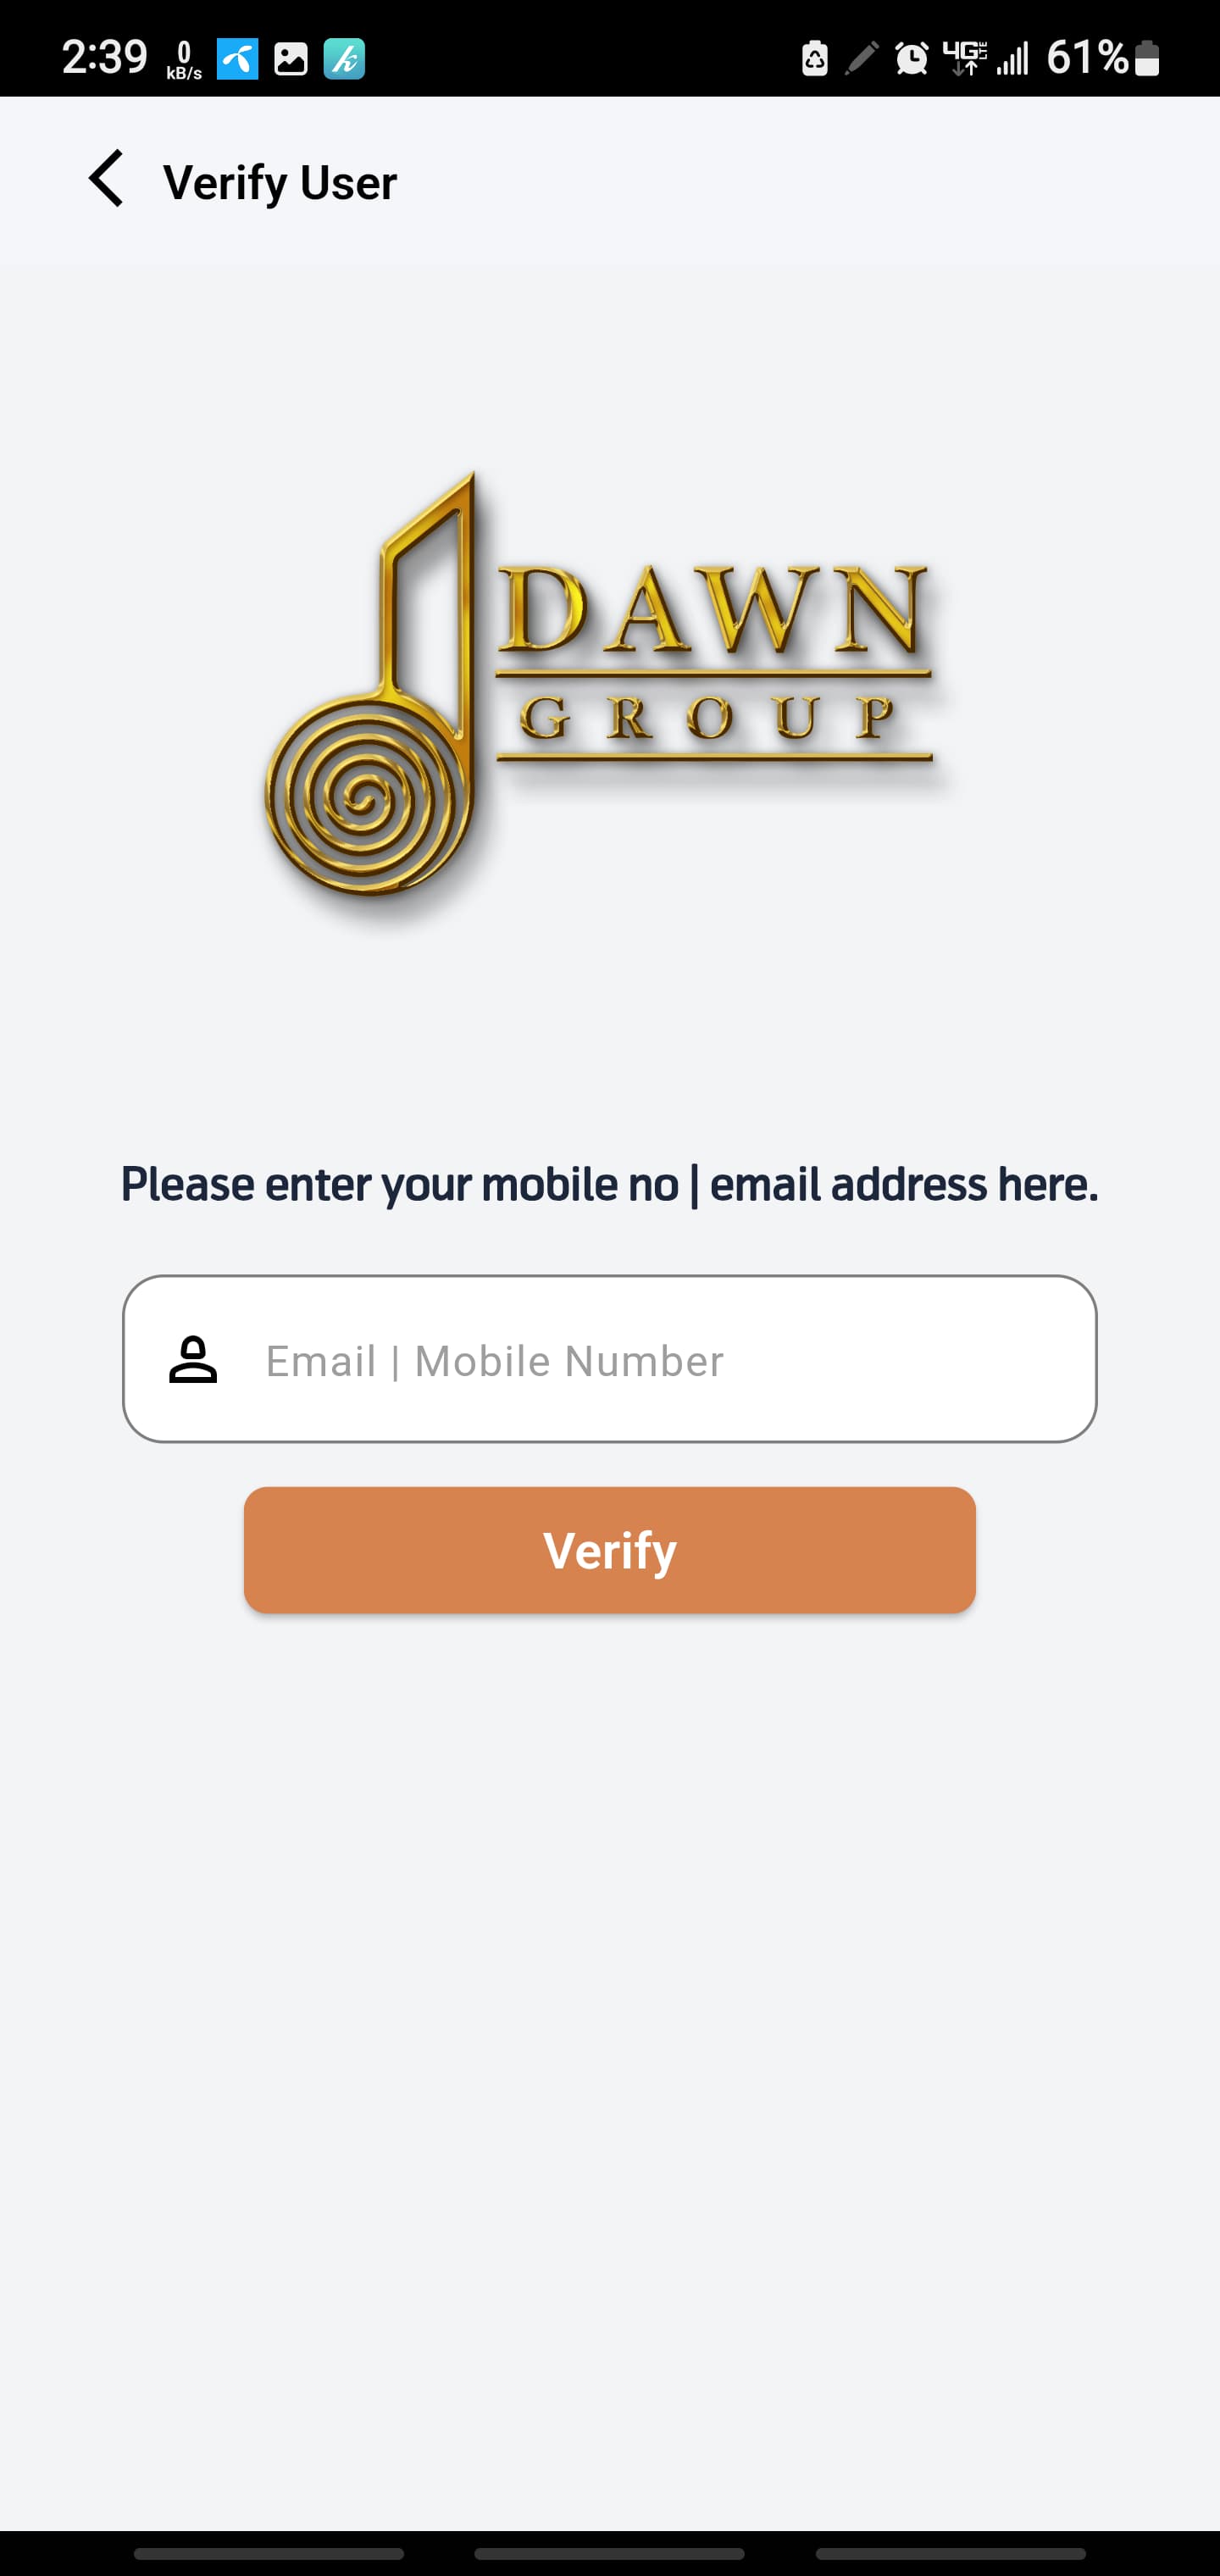 2:39 0 kB/s 4G LTE 61%
Verify User
DAWN
GROUP
Please enter your mobile no | email address here.
Email | Mobile Number
Verify